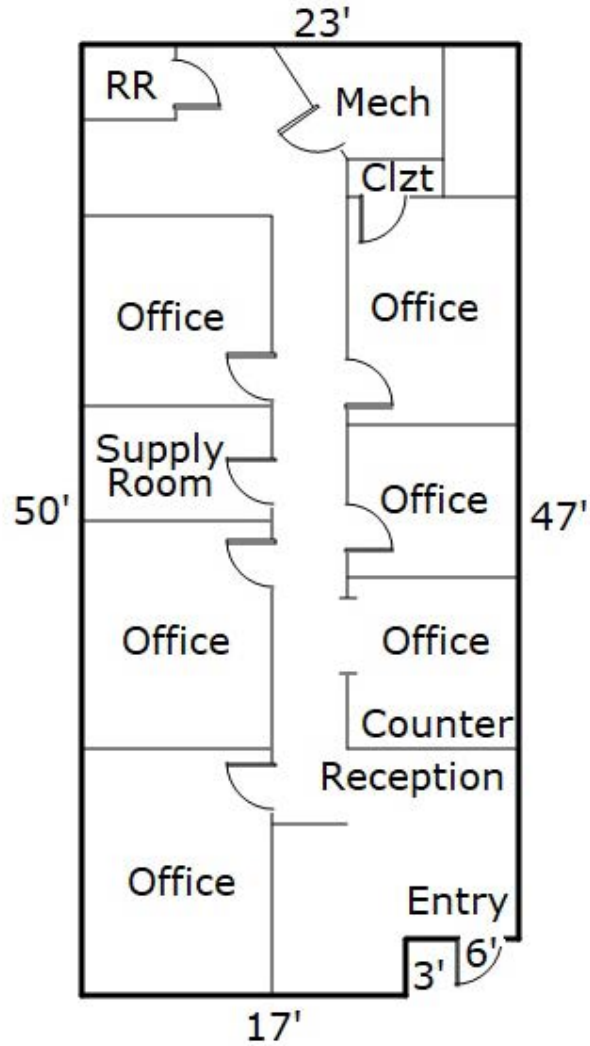 23'
RR
Mech
Clzt
Office
Office
Supply
Room
Office
50'
47'
Office
Office
Counter
Reception
Office
Entry
3'
6'
17'